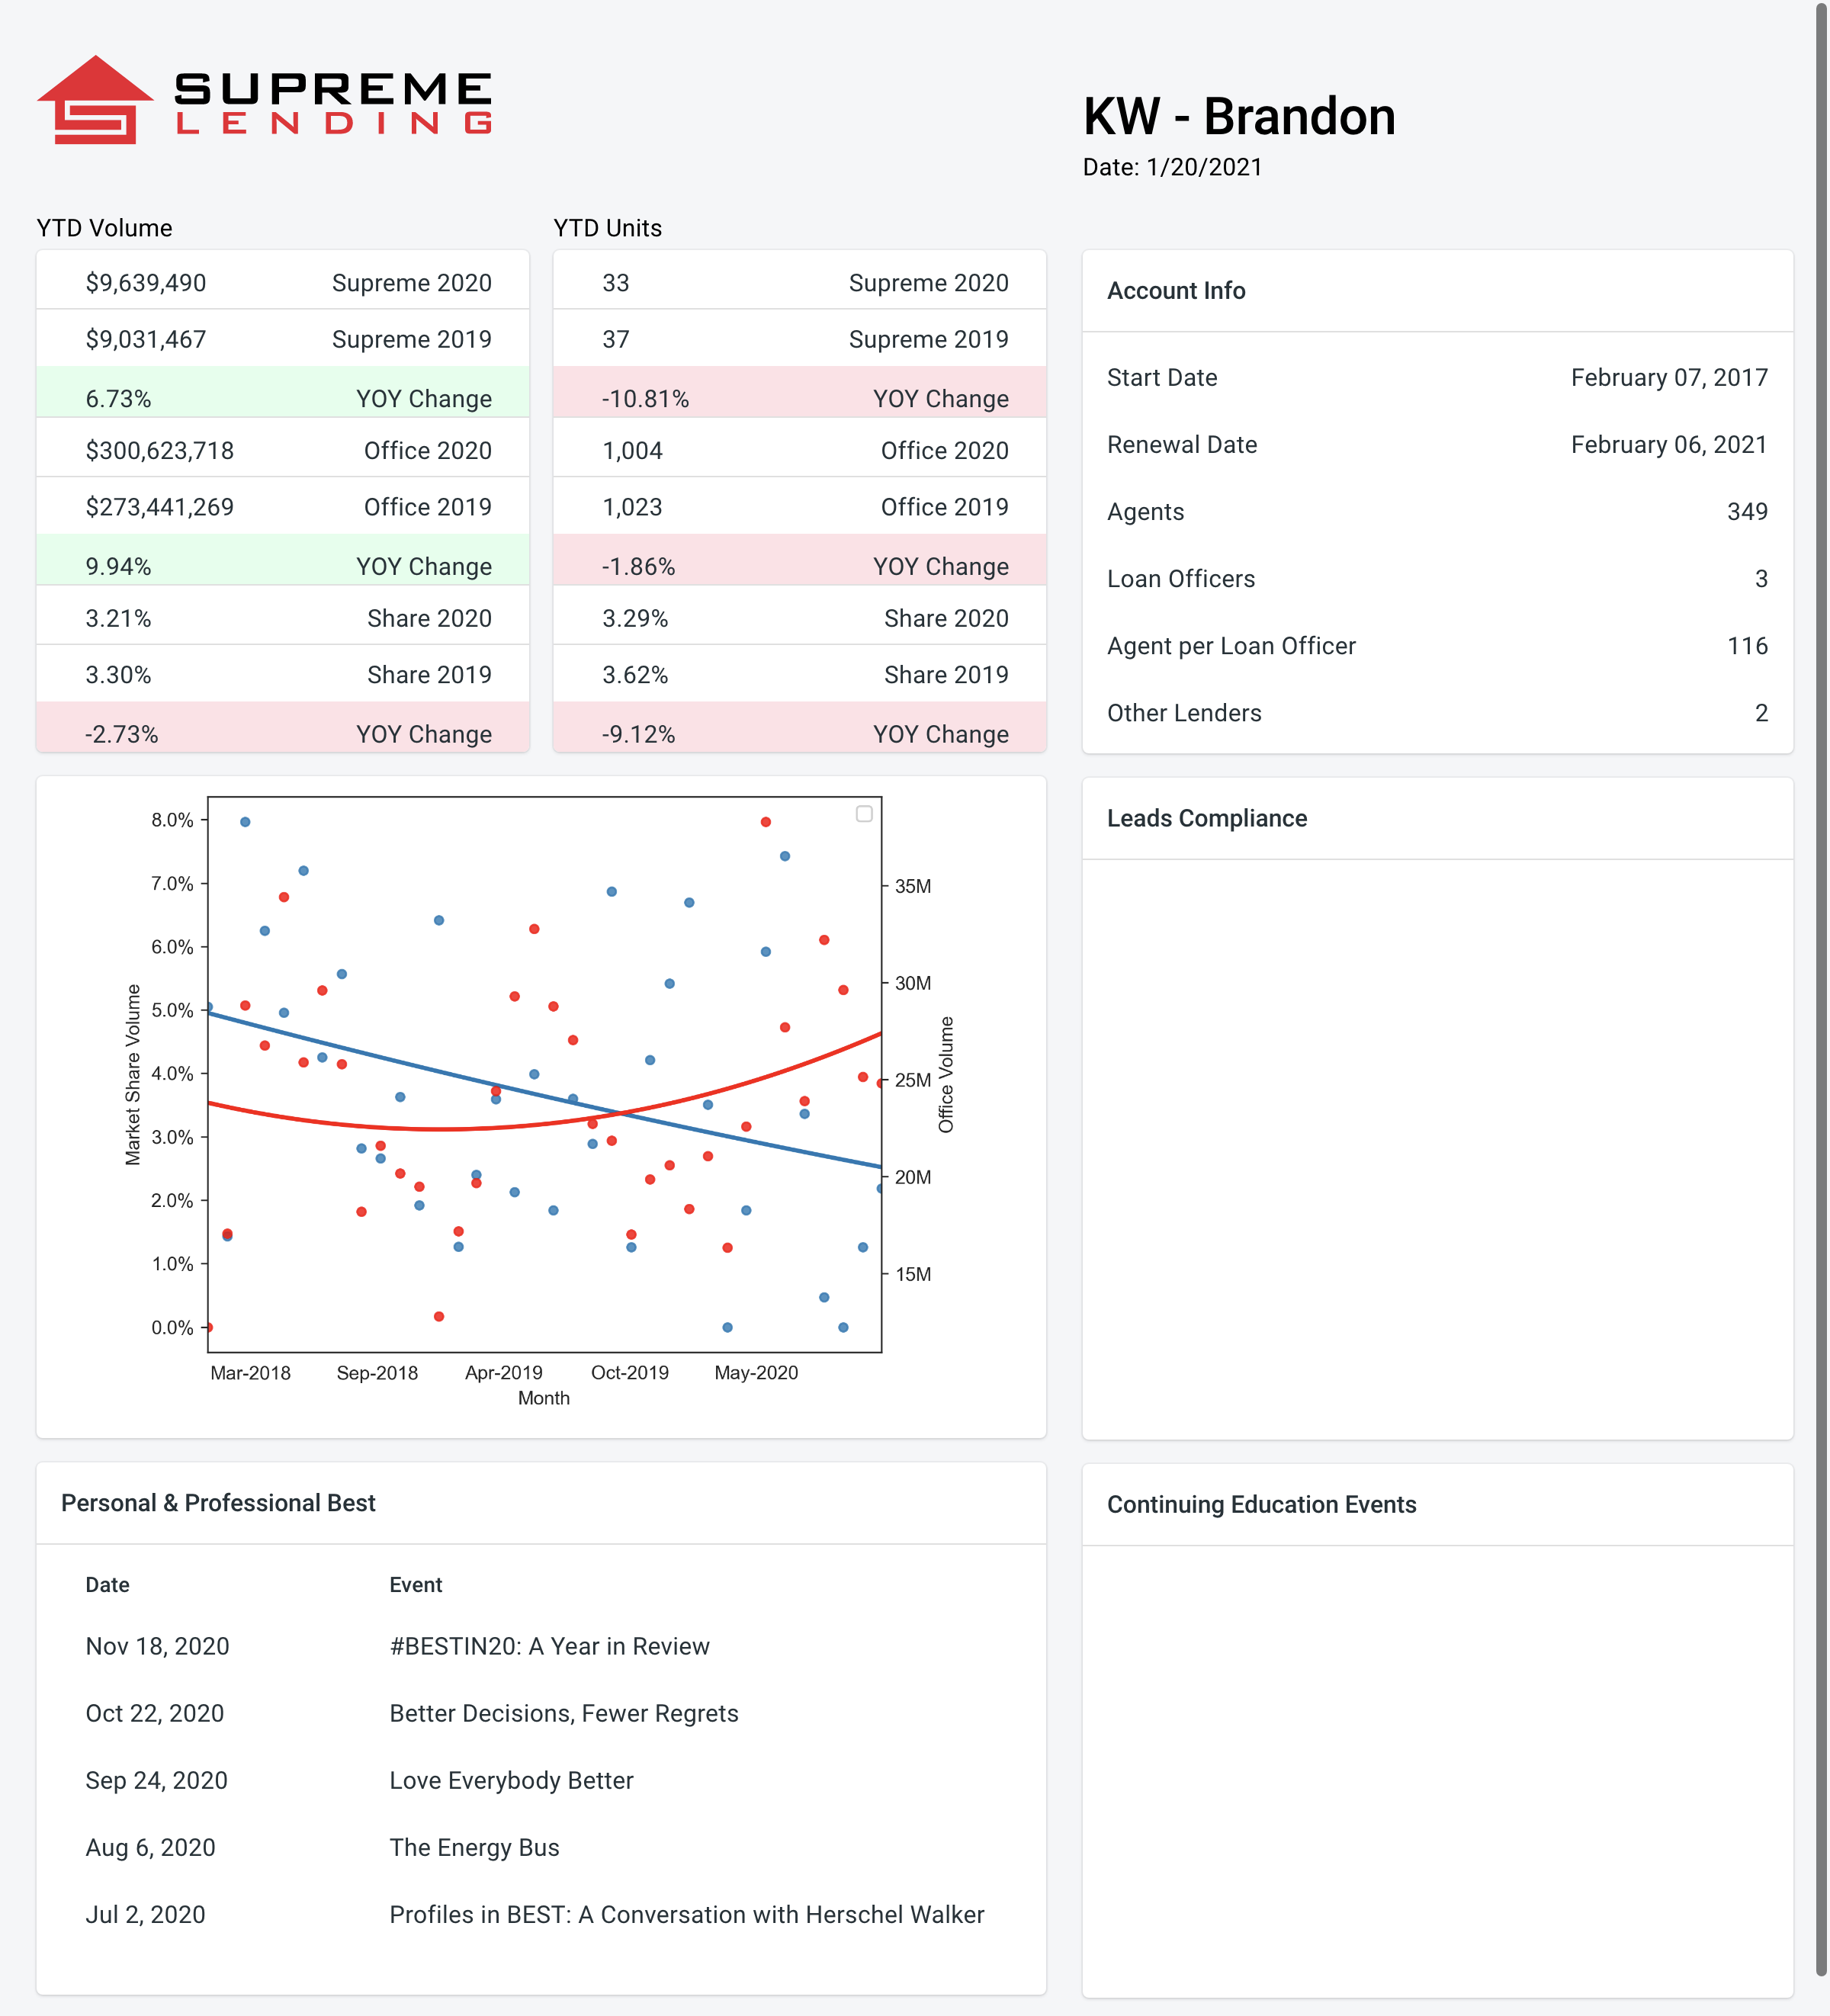 SUPREME
LENDING
KW - Brandon
Date: 1/20/2021
YTD Volume
$9,639,490 Supreme 2020
$9,031,467 Supreme 2019
6.73% YOY Change
$300,623,718 Office 2020
$273,441,269 Office 2019
9.94% YOY Change
3.21% Share 2020
3.30% Share 2019
-2.73% YOY Change
YTD Units
33 Supreme 2020
37 Supreme 2019
-10.81% YOY Change
1,004 Office 2020
1,023 Office 2019
-1.86% YOY Change
3.29% Share 2020
3.62% Share 2019
-9.12% YOY Change
Account Info
Start Date February 07, 2017
Renewal Date February 06, 2021
Agents 349
Loan Officers 3
Agent per Loan Officer 116
Other Lenders 2
8.0%
7.0%
6.0%
5.0%
4.0%
3.0%
2.0%
1.0%
0.0%
Market Share Volume
35M
30M
25M
20M
15M
Office Volume
Mar-2018 Sep-2018 Apr-2019 Oct-2019 May-2020
Month
Leads Compliance
Personal & Professional Best
Date Event
Nov 18, 2020 #BESTIN20: A Year in Review
Oct 22, 2020 Better Decisions, Fewer Regrets
Sep 24, 2020 Love Everybody Better
Aug 6, 2020 The Energy Bus
Jul 2, 2020 Profiles in BEST: A Conversation with Herschel Walker
Continuing Education Events